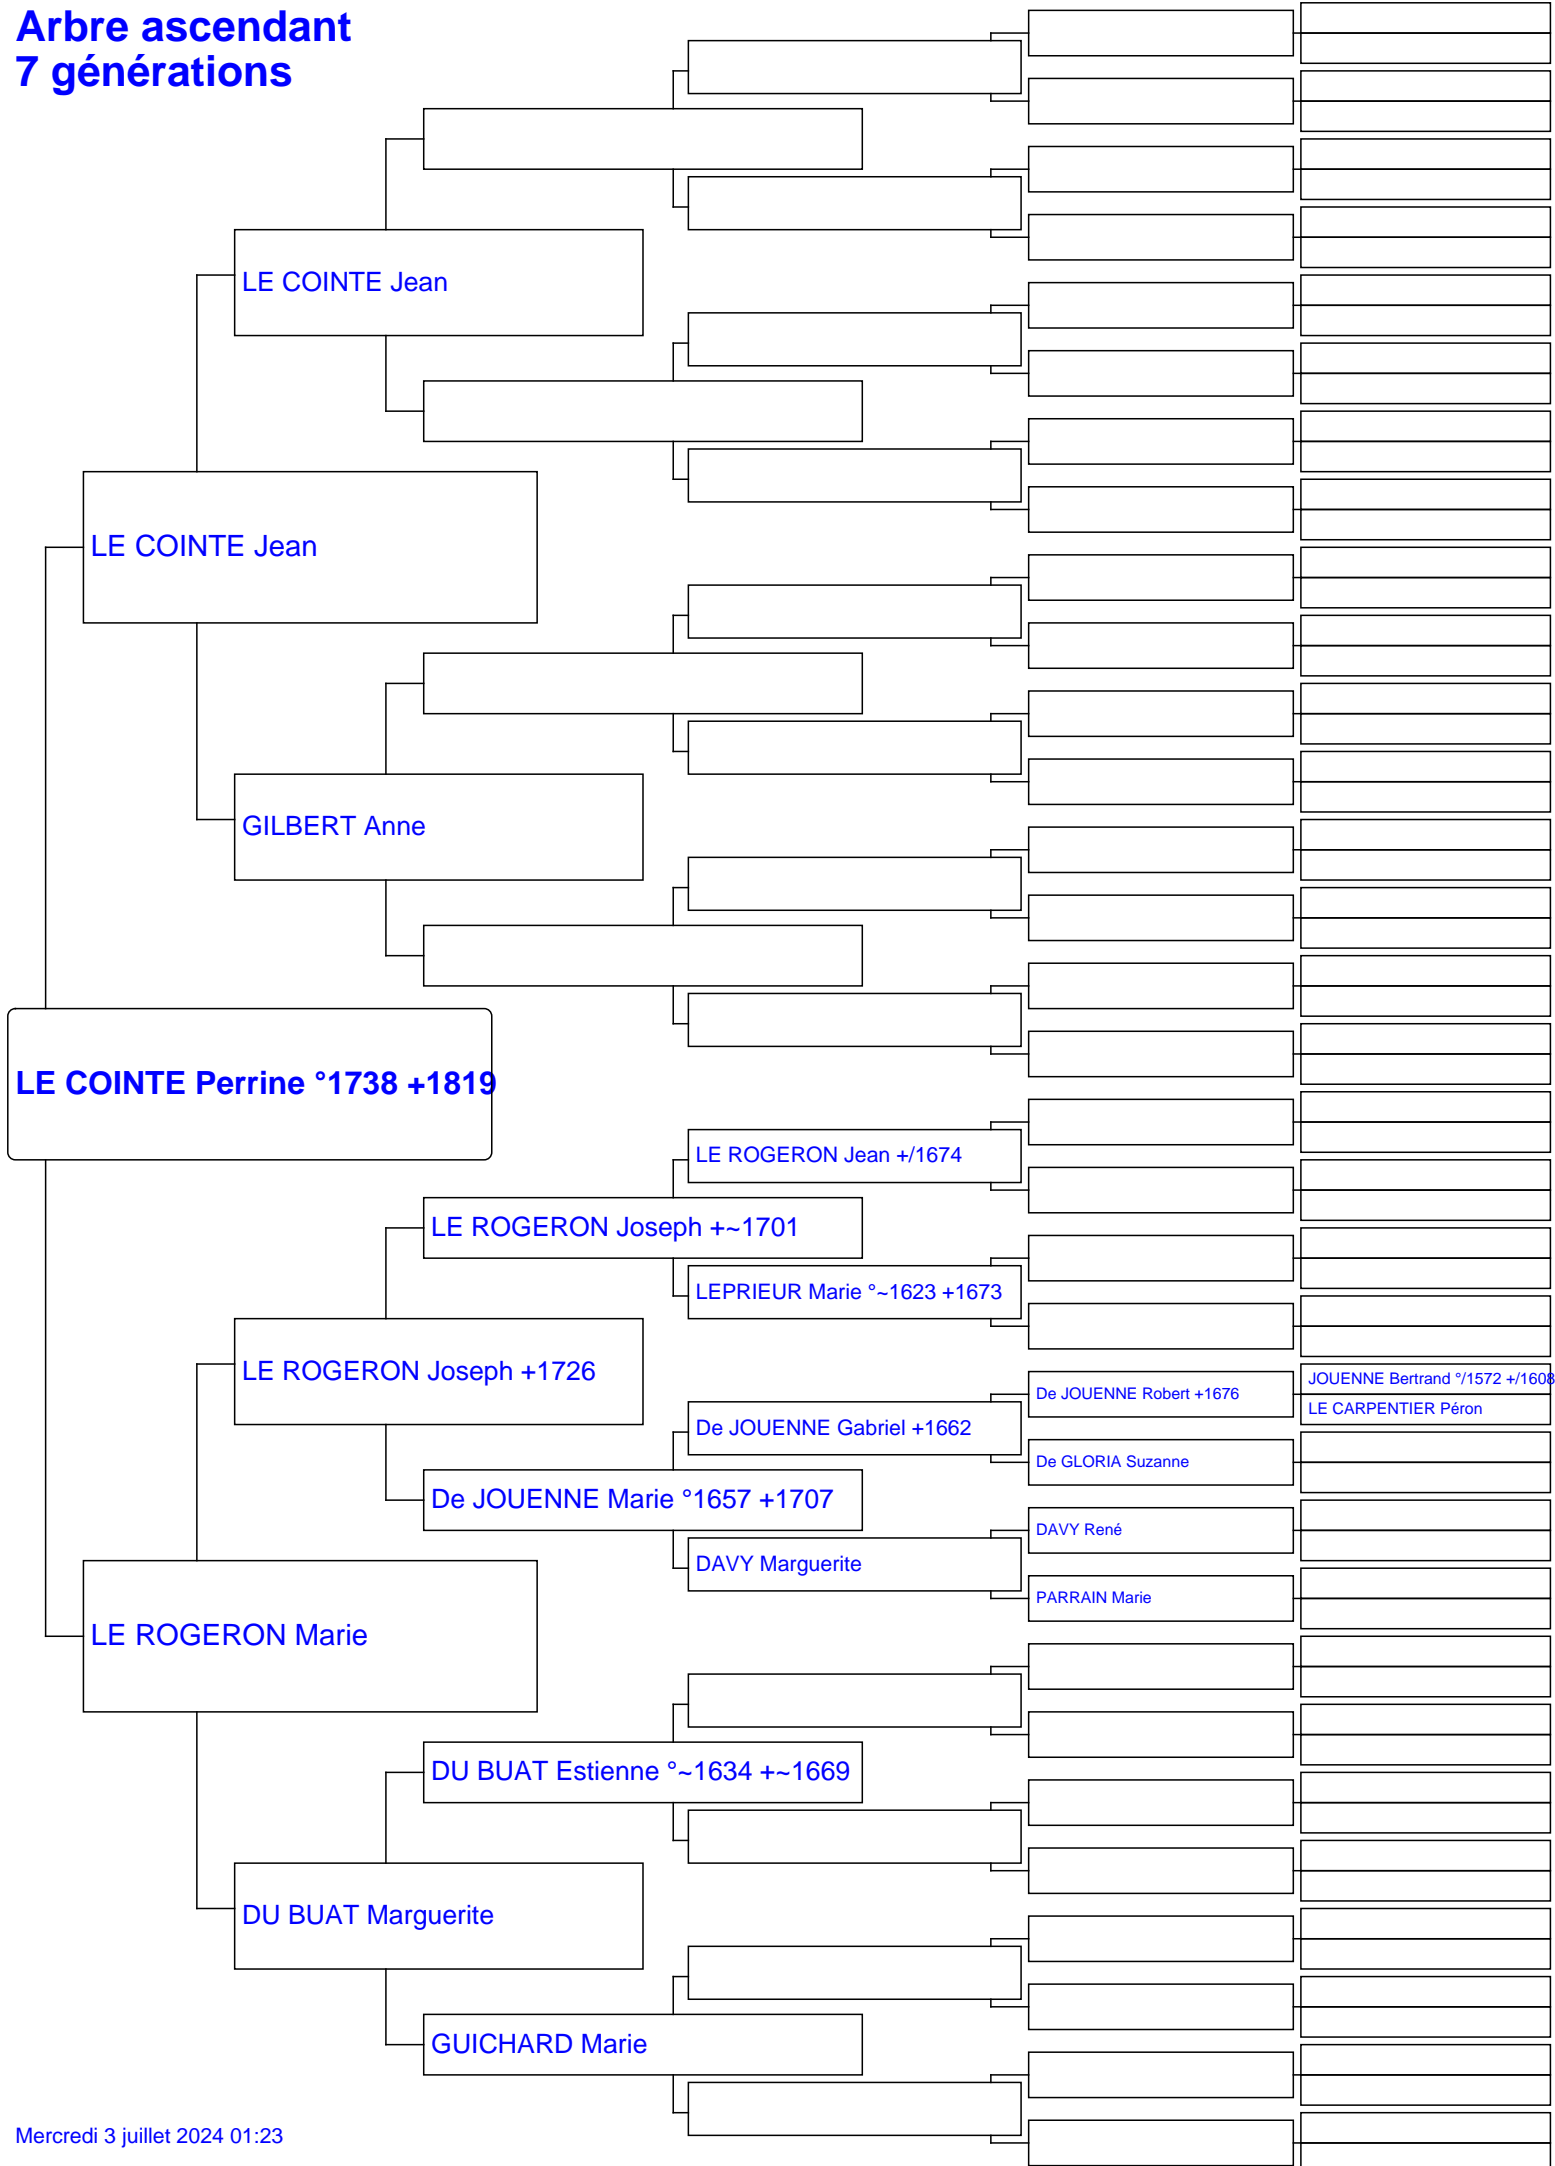 Arbre ascendant
7 générations
LE COINTE Jean
LE COINTE Jean
GILBERT Anne
LE COINTE Perrine °1738 +1819
LE ROGERON Jean +/1674
LE ROGERON Joseph +~1701
LEPRIEUR Marie °~1623 +1673
LE ROGERON Joseph +1726
JOUENNE Bertrand °/1572 +/1608
De JOUENNE Robert +1676
LE CARPENTIER Péron
De JOUENNE Gabriel +1662
De GLORIA Suzanne
De JOUENNE Marie °1657 +1707
DAVY René
DAVY Marguerite
PARRAIN Marie
LE ROGERON Marie
DU BUAT Estienne °~1634 +~1669
DU BUAT Marguerite
GUICHARD Marie
Mercredi 3 juillet 2024 01:23